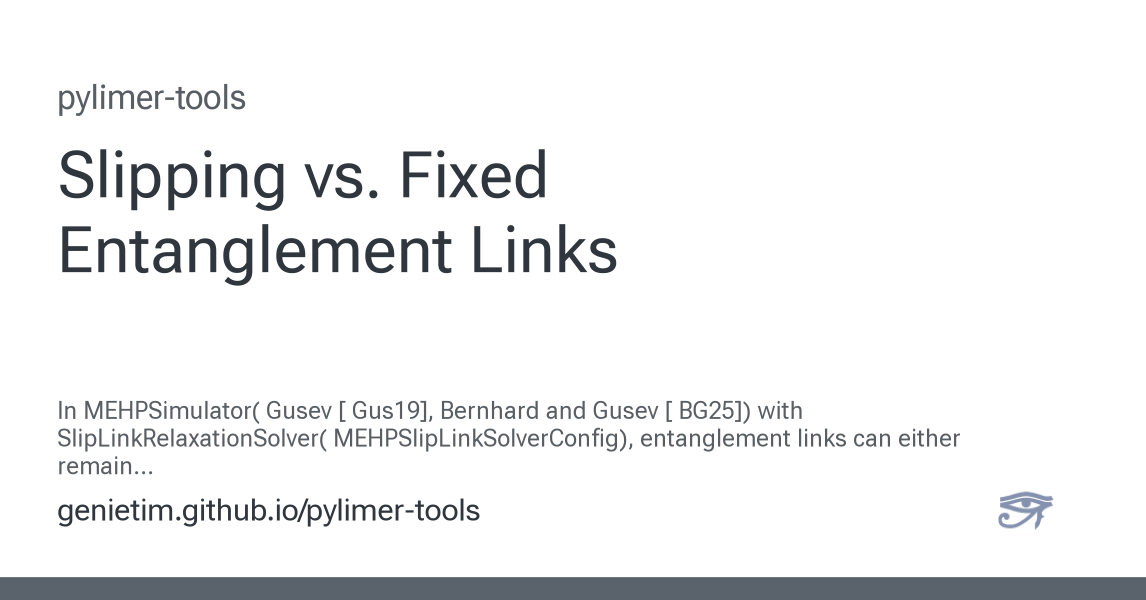 pylimer-tools
Slipping vs. Fixed
Entanglement Links
In MEHPSimulator( Gusev [ Gus19], Bernhard and Gusev [ BG25]) with
SlipLinkRelaxationSolver( MEHPSlipLinkSolverConfig), entanglement links can either
remain...
genietim.github.io/pylimer-tools